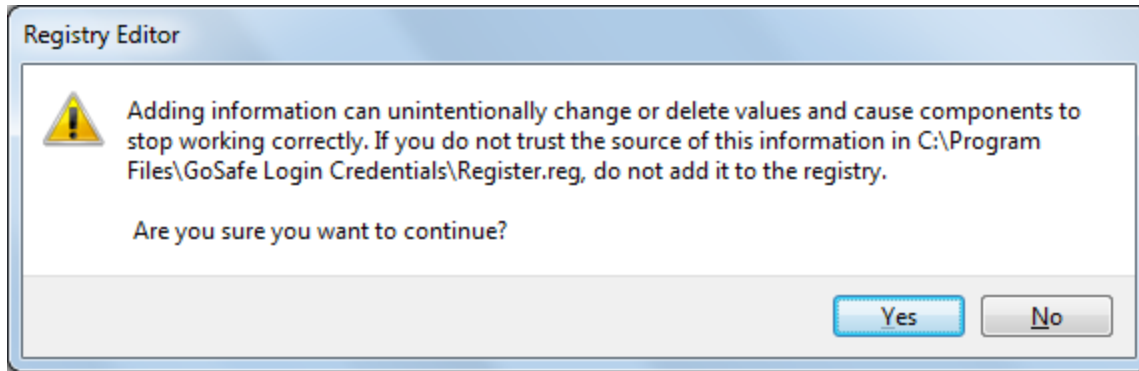 Registry Editor
Adding information can unintentionally change or delete values and cause components to
stop working correctly. If you do not trust the source of this information in C:\Program
Files\GoSafe Login Credentials\Register.reg, do not add it to the registry.
Are you sure you want to continue?
Yes No